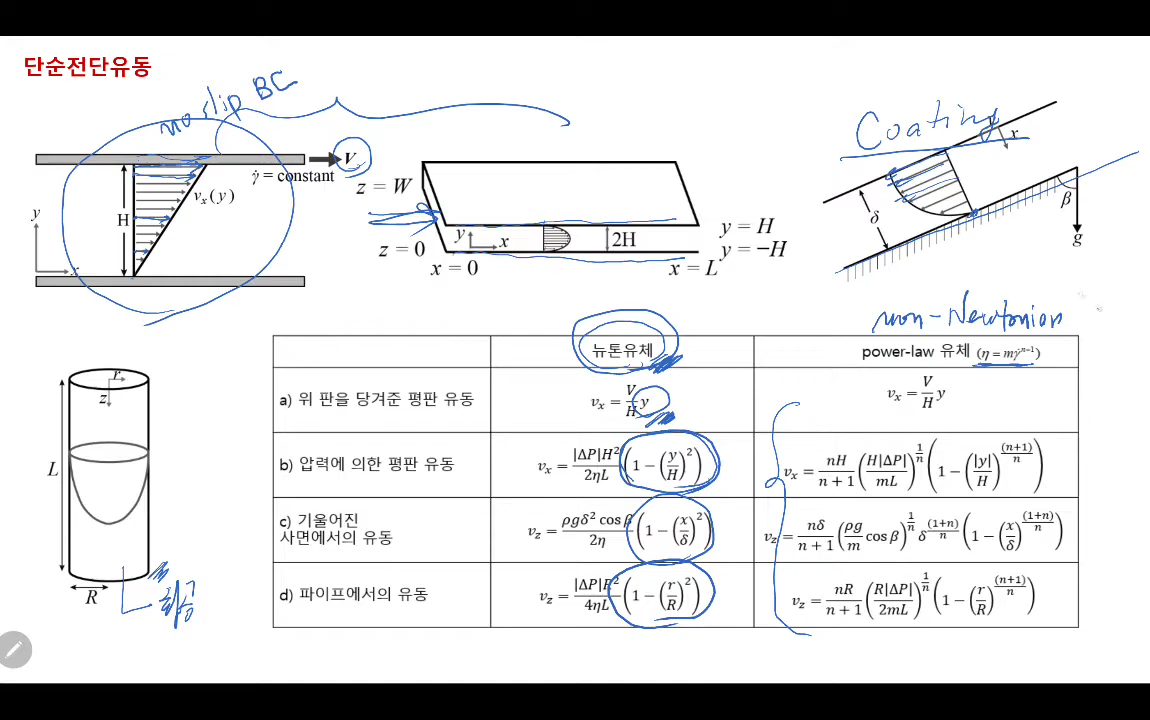 단순전단유동
no slip BC
V
γ̇ = constant
v_x(y)
H
y
x
z = W
z = 0
y
x
2H
y = H
y = −H
x = 0
x = L
Coating
x
δ
β
g
non-Newtonian
r
z
L
R
뉴톤유체
power-law 유체 (η = mγ̇^{n−1})
a) 위 판을 당겨준 평판 유동
v_x = V/H y
v_x = V/H y
b) 압력에 의한 평판 유동
v_x = |ΔP|H²/2ηL (1 − (y/H)²)
v_x = nH/(n + 1) (H|ΔP|/mL)^{1/n} (1 − (|y|/H)^{(n+1)/n})
c) 기울어진
사면에서의 유동
v_z = ρgδ² cos β/2η (1 − (x/δ)²)
v_z = nδ/(n + 1) (ρg/m cos β)^{1/n} δ^{(1+n)/n} (1 − (x/δ)^{(1+n)/n})
d) 파이프에서의 유동
v_z = |ΔP|R²/4ηL (1 − (r/R)²)
v_z = nR/(n + 1) (R|ΔP|/2mL)^{1/n} (1 − (r/R)^{(n+1)/n})